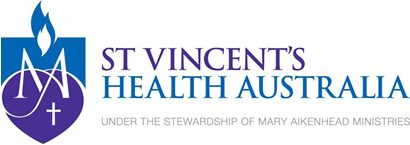 M
ST VINCENT'S
HEALTH AUSTRALIA
UNDER THE STEWARDSHIP OF MARY AIKENHEAD MINISTRIES